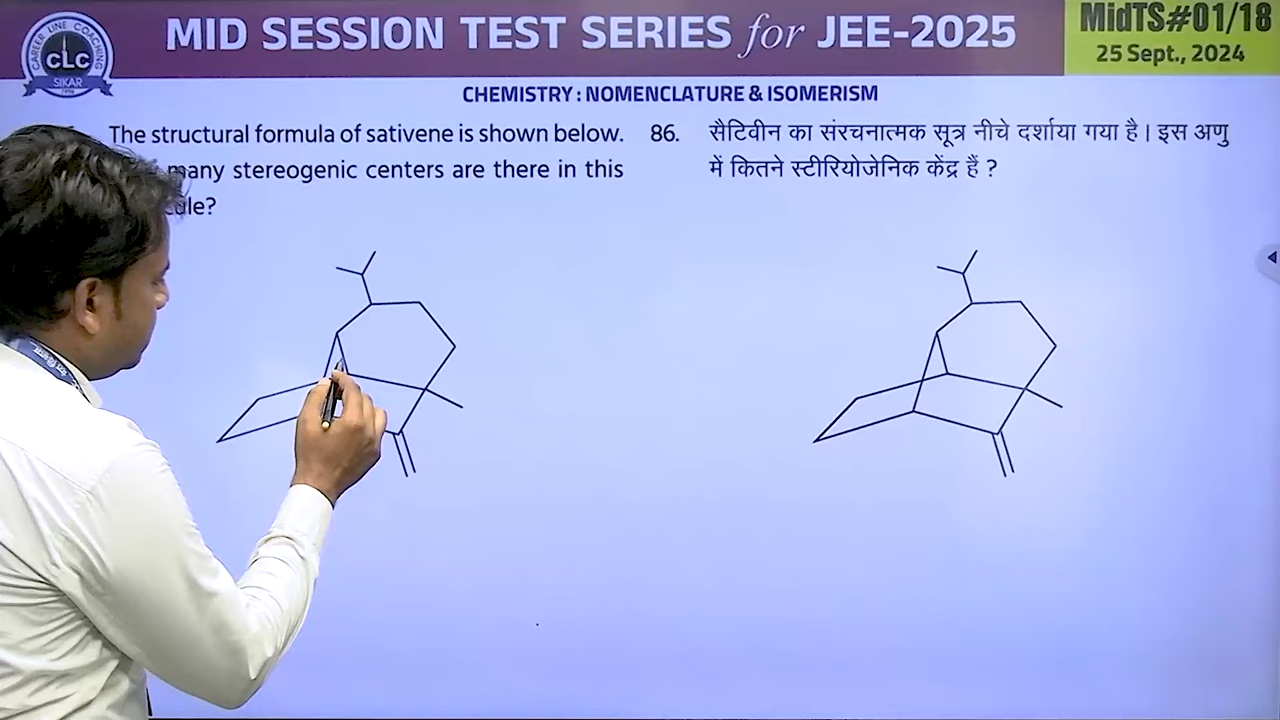 CAREER LINE COACHING
CLC
SIKAR
MID SESSION TEST SERIES for JEE-2025
MidTS#01/18
25 Sept., 2024
CHEMISTRY : NOMENCLATURE & ISOMERISM
The structural formula of sativene is shown below.
many stereogenic centers are there in this
86. सैटिवीन का संरचनात्मक सूत्र नीचे दर्शाया गया है। इस अणु
में कितने स्टीरियोजेनिक केंद्र हैं ?